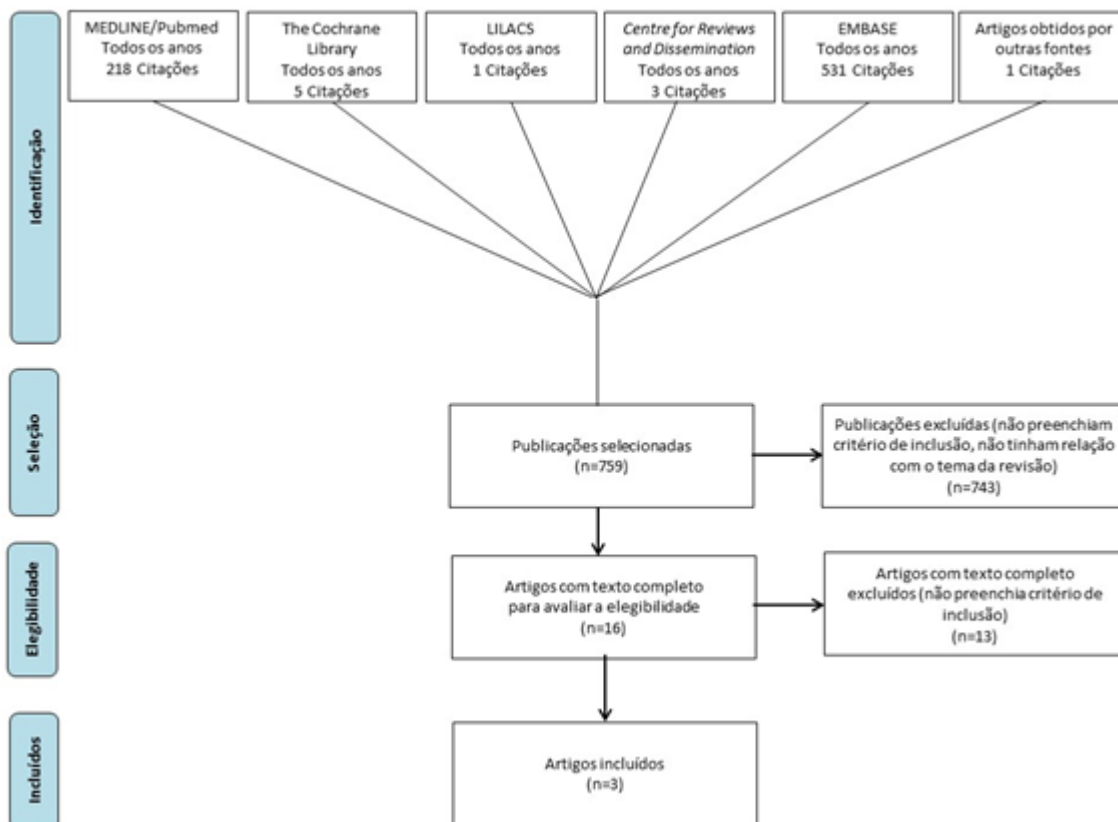 Identificação
MEDLINE/Pubmed
Todos os anos
218 Citações
The Cochrane
Library
Todos os anos
5 Citações
LILACS
Todos os anos
1 Citações
Centre for Reviews
and Dissemination
Todos os anos
3 Citações
EMBASE
Todos os anos
531 Citações
Artigos obtidos por
outras fontes
1 Citações
Seleção
Publicações selecionadas
(n=759)
Publicações excluídas (não preenchiam
critério de inclusão, não tinham relação
com o tema da revisão)
(n=743)
Elegibilidade
Artigos com texto completo
para avaliar a elegibilidade
(n=16)
Artigos com texto completo
excluídos (não preenchia critério de
inclusão)
(n=13)
Incluídos
Artigos incluídos
(n=3)